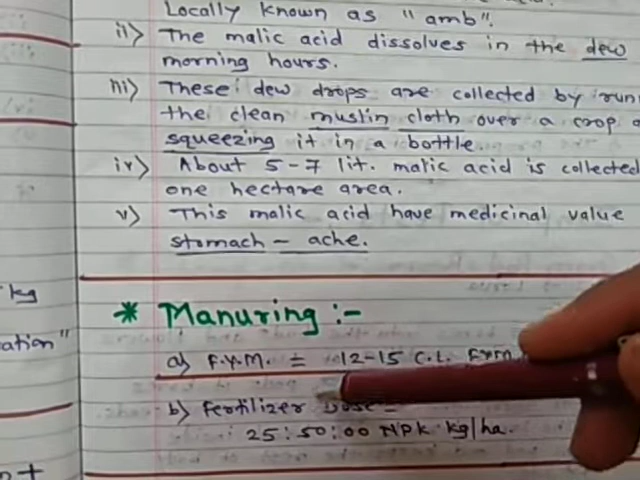 Locally known as "amb".
ii) The malic acid dissolves in the dew
morning hours.
iii) These dew drops are collected by
the clean muslin cloth over a crop
squeezing it in a bottle
iv) About 5-7 lit. malic acid is collected
one hectare area.
v) This malic acid have medicinal value
stomach - ache.
kg
ation"
* Manuring :-
a) F.Y.M. = 12-15 C.L. FYM
b) Fertilizer Dose
25:50:00 NPK kg/ha.